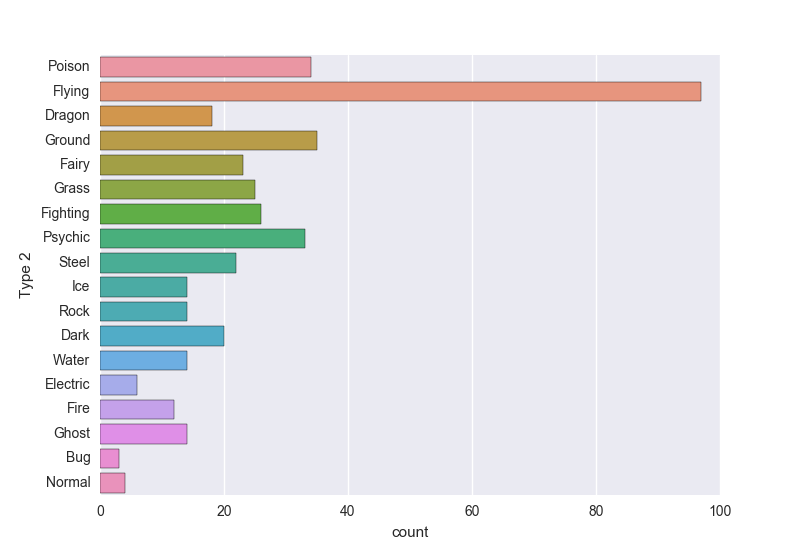 Type 2
Poison
Flying
Dragon
Ground
Fairy
Grass
Fighting
Psychic
Steel
Ice
Rock
Dark
Water
Electric
Fire
Ghost
Bug
Normal
0 20 40 60 80 100
count